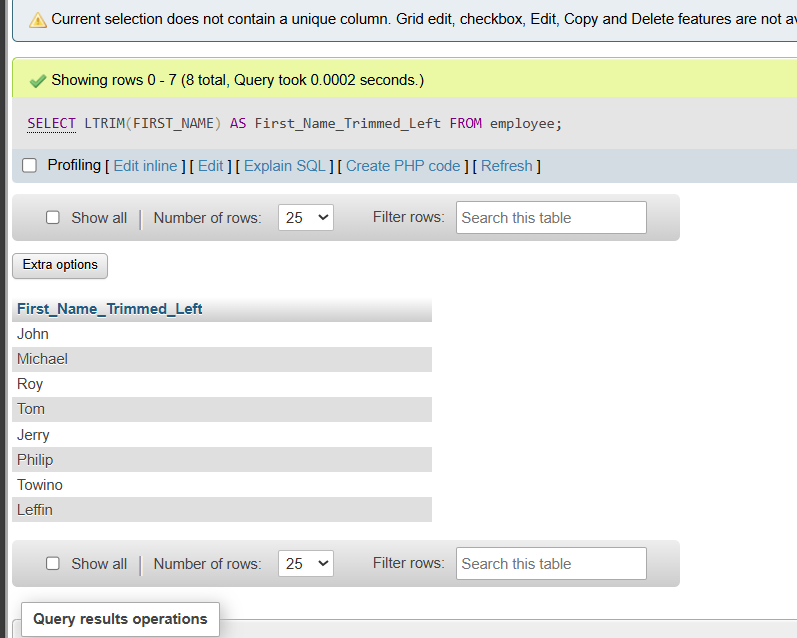 Current selection does not contain a unique column. Grid edit, checkbox, Edit, Copy and Delete features are not
Showing rows 0 - 7 (8 total, Query took 0.0002 seconds.)
SELECT LTRIM(FIRST_NAME) AS First_Name_Trimmed_Left FROM employee;
Profiling [ Edit inline ] [ Edit ] [ Explain SQL ] [ Create PHP code ] [ Refresh ]
Show all | Number of rows: 25 Filter rows: Search this table
Extra options
First_Name_Trimmed_Left
John
Michael
Roy
Tom
Jerry
Philip
Towino
Leffin
Show all | Number of rows: 25 Filter rows: Search this table
Query results operations